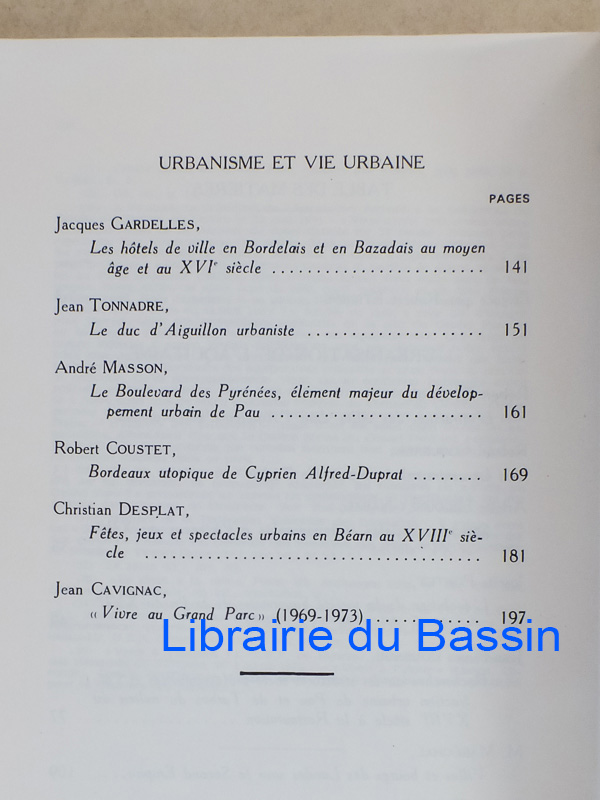 URBANISME ET VIE URBAINE
PAGES
Jacques GARDELLES,
Les hôtels de ville en Bordelais et en Bazadais au moyen
âge et au XVIe siècle ........................ 141
Jean TONNADRE,
Le duc d'Aiguillon urbaniste .................... 151
André MASSON,
Le Boulevard des Pyrénées, élément majeur du dévelop-
pement urbain de Pau ........................ 161
Robert COUSTET,
Bordeaux utopique de Cyprien Alfred-Duprat ........ 169
Christian DESPLAT,
Fêtes, jeux et spectacles urbains en Béarn au XVIIIe siè-
cle ...................................... 181
Jean CAVIGNAC,
« Vivre au Grand Parc » (1969-1973) ............. 197
Librairie du Bassin